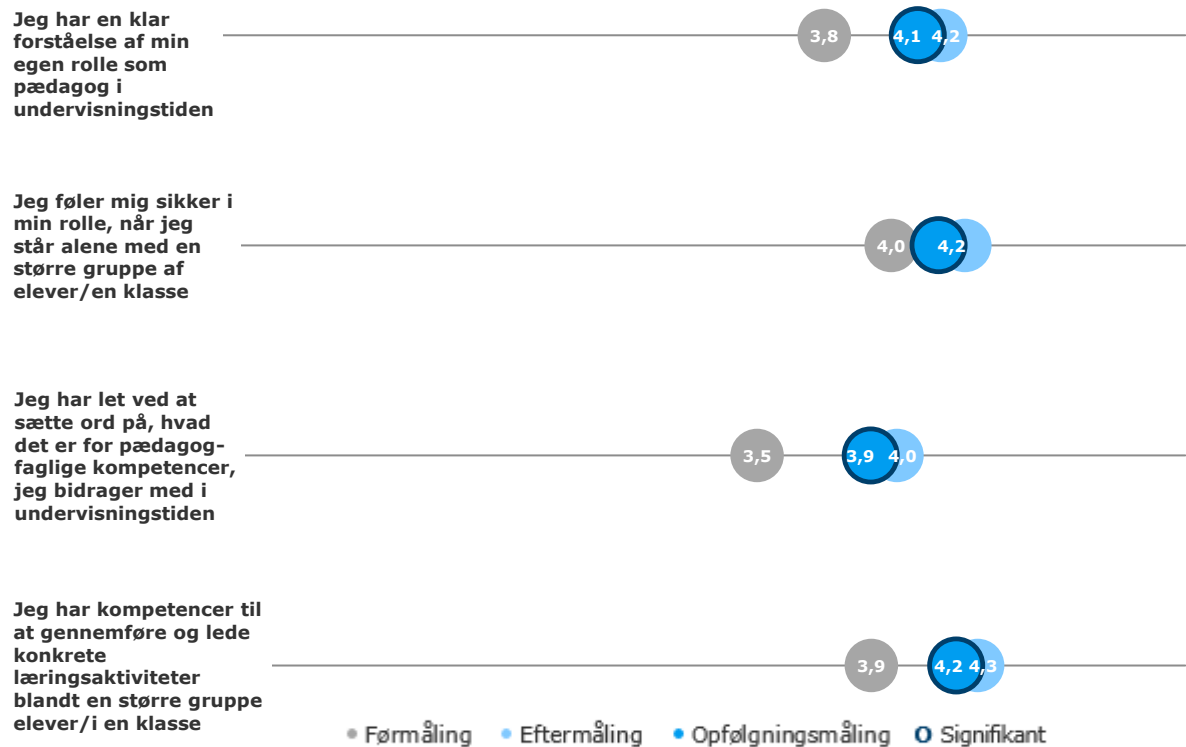 Jeg har en klar
forståelse af min
egen rolle som
pædagog i
undervisningstiden
3,8 4,1 4,2
Jeg føler mig sikker i
min rolle, når jeg
står alene med en
større gruppe af
elever/en klasse
4,0 4,2
Jeg har let ved at
sætte ord på, hvad
det er for pædagog-
faglige kompetencer,
jeg bidrager med i
undervisningstiden
3,5 3,9 4,0
Jeg har kompetencer til
at gennemføre og lede
konkrete
læringsaktiviteter
blandt en større gruppe
elever/i en klasse
3,9 4,2 4,3
Førmåling Eftermåling Opfølgningsmåling Signifikant